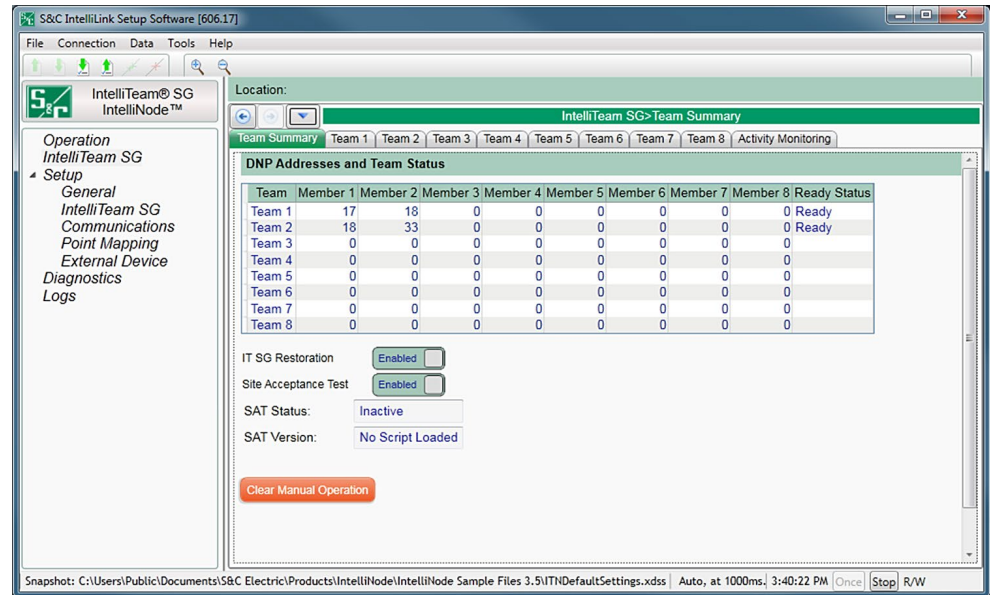 S&C IntelliLink Setup Software [606.17]
File Connection Data Tools Help
S&C
IntelliTeam® SG
IntelliNode™
Operation
IntelliTeam SG
Setup
General
IntelliTeam SG
Communications
Point Mapping
External Device
Diagnostics
Logs
Location:
IntelliTeam SG>Team Summary
Team Summary Team 1 Team 2 Team 3 Team 4 Team 5 Team 6 Team 7 Team 8 Activity Monitoring
DNP Addresses and Team Status
Team Member 1 Member 2 Member 3 Member 4 Member 5 Member 6 Member 7 Member 8 Ready Status
Team 1 17 18 0 0 0 0 0 0 Ready
Team 2 18 33 0 0 0 0 0 0 Ready
Team 3 0 0 0 0 0 0 0 0
Team 4 0 0 0 0 0 0 0 0
Team 5 0 0 0 0 0 0 0 0
Team 6 0 0 0 0 0 0 0 0
Team 7 0 0 0 0 0 0 0 0
Team 8 0 0 0 0 0 0 0 0
IT SG Restoration Enabled
Site Acceptance Test Enabled
SAT Status: Inactive
SAT Version: No Script Loaded
Clear Manual Operation
Snapshot: C:\Users\Public\Documents\S&C Electric\Products\IntelliNode\IntelliNode Sample Files 3.5\ITNDefaultSettings.xdss Auto, at 1000ms. 3:40:22 PM Once Stop R/W